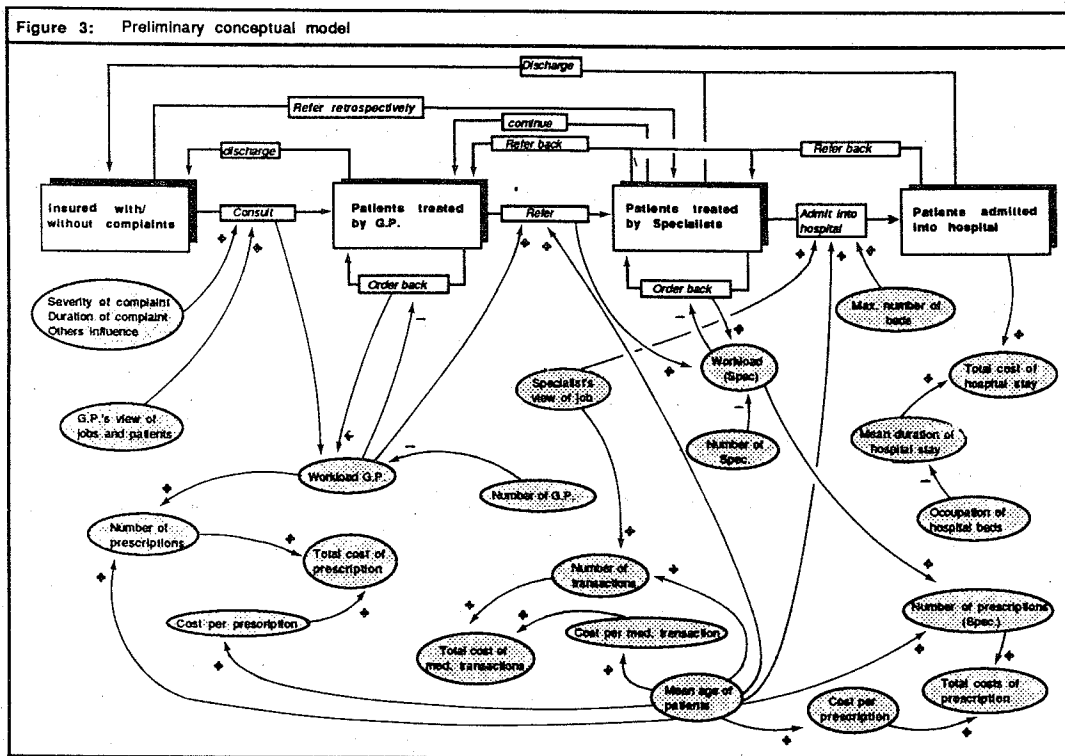 Figure 3: Preliminary conceptual model
Discharge
Refer retrospectively
continue
Refer back
discharge
Refer back
Insured with/
without complaints
Consult
Patients treated
by G.P.
Refer
Patients treated
by Specialists
Admit into
hospital
Patients admitted
into hospital
Order back
Order back
Severity of complaint
Duration of complaint
Others influence
Max. number of
beds
Workload
(Spec)
Total cost of
hospital stay
Specialist's
view of job
G.P.'s view of
jobs and patients
Mean duration of
hospital stay
Number of
Spec.
Workload G.P.
Number of G.P.
Occupation of
hospital beds
Number of
prescriptions
Total cost of
prescription
Number of
transactions
Number of prescriptions
(Spec.)
Cost per prescription
Cost per med. transaction
Total cost of
med. transactions
Mean age of
patients
Cost per
prescription
Total costs of
prescription